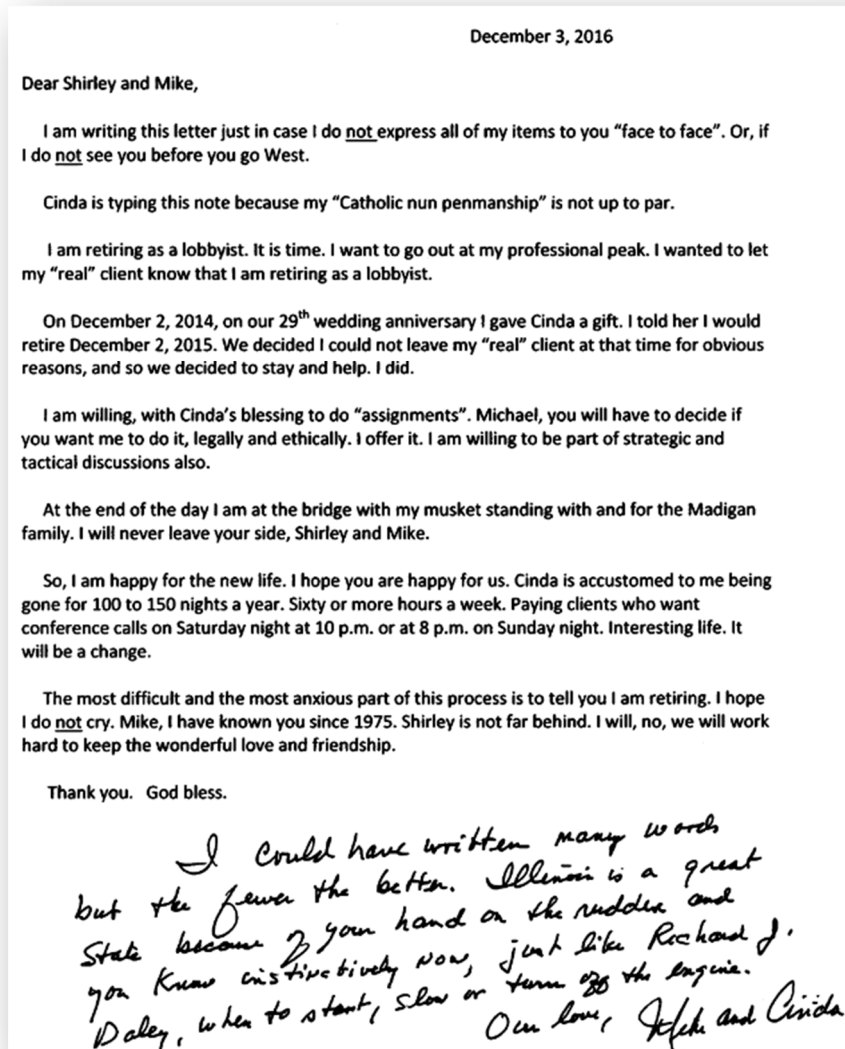 December 3, 2016
Dear Shirley and Mike,
I am writing this letter just in case I do not express all of my items to you “face to face”. Or, if
I do not see you before you go West.
Cinda is typing this note because my “Catholic nun penmanship” is not up to par.
I am retiring as a lobbyist. It is time. I want to go out at my professional peak. I wanted to let
my “real” client know that I am retiring as a lobbyist.
On December 2, 2014, on our 29th wedding anniversary I gave Cinda a gift. I told her I would
retire December 2, 2015. We decided I could not leave my “real” client at that time for obvious
reasons, and so we decided to stay and help. I did.
I am willing, with Cinda’s blessing to do “assignments”. Michael, you will have to decide if
you want me to do it, legally and ethically. I offer it. I am willing to be part of strategic and
tactical discussions also.
At the end of the day I am at the bridge with my musket standing with and for the Madigan
family. I will never leave your side, Shirley and Mike.
So, I am happy for the new life. I hope you are happy for us. Cinda is accustomed to me being
gone for 100 to 150 nights a year. Sixty or more hours a week. Paying clients who want
conference calls on Saturday night at 10 p.m. or at 8 p.m. on Sunday night. Interesting life. It
will be a change.
The most difficult and the most anxious part of this process is to tell you I am retiring. I hope
I do not cry. Mike, I have known you since 1975. Shirley is not far behind. I will, no, we will work
hard to keep the wonderful love and friendship.
Thank you. God bless.
I could have written many words
but the fewer the better. Illinois is a great
State because of your hand on the rudder and
you know instinctively now, just like Richard J.
Daley, when to start, slow or turn off the engine.
Our love, and Cinda